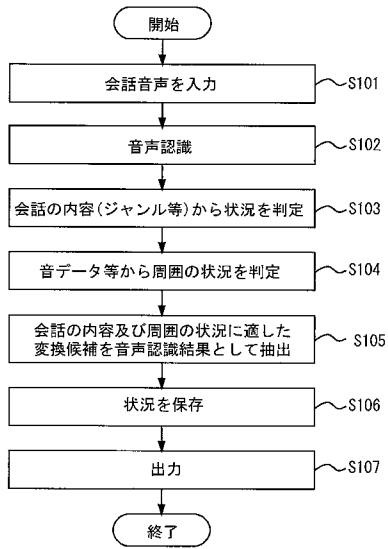 開始
会話音声を入力
S101
音声認識
S102
会話の内容(ジャンル等)から状況を判定
S103
音データ等から周囲の状況を判定
S104
会話の内容及び周囲の状況に適した
変換候補を音声認識結果として抽出
S105
状況を保存
S106
出力
S107
終了